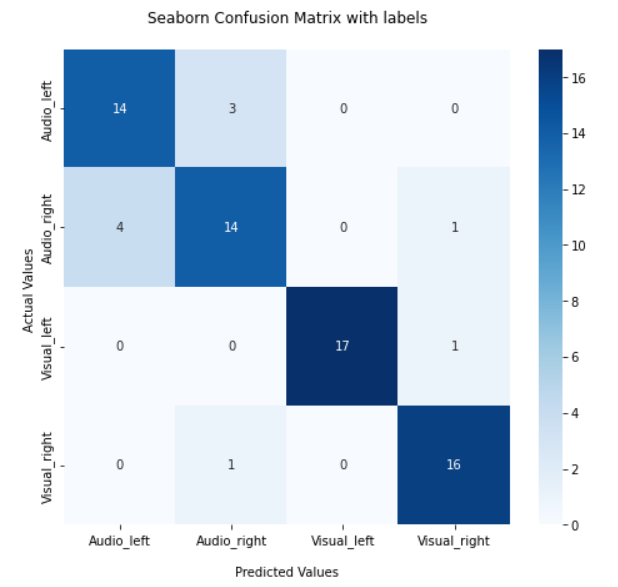 Seaborn Confusion Matrix with labels
Actual Values
Audio_left
14 3 0 0
Audio_right
4 14 0 1
Visual_left
0 0 17 1
Visual_right
0 1 0 16
Audio_left Audio_right Visual_left Visual_right
Predicted Values
16
14
12
10
8
6
4
2
0